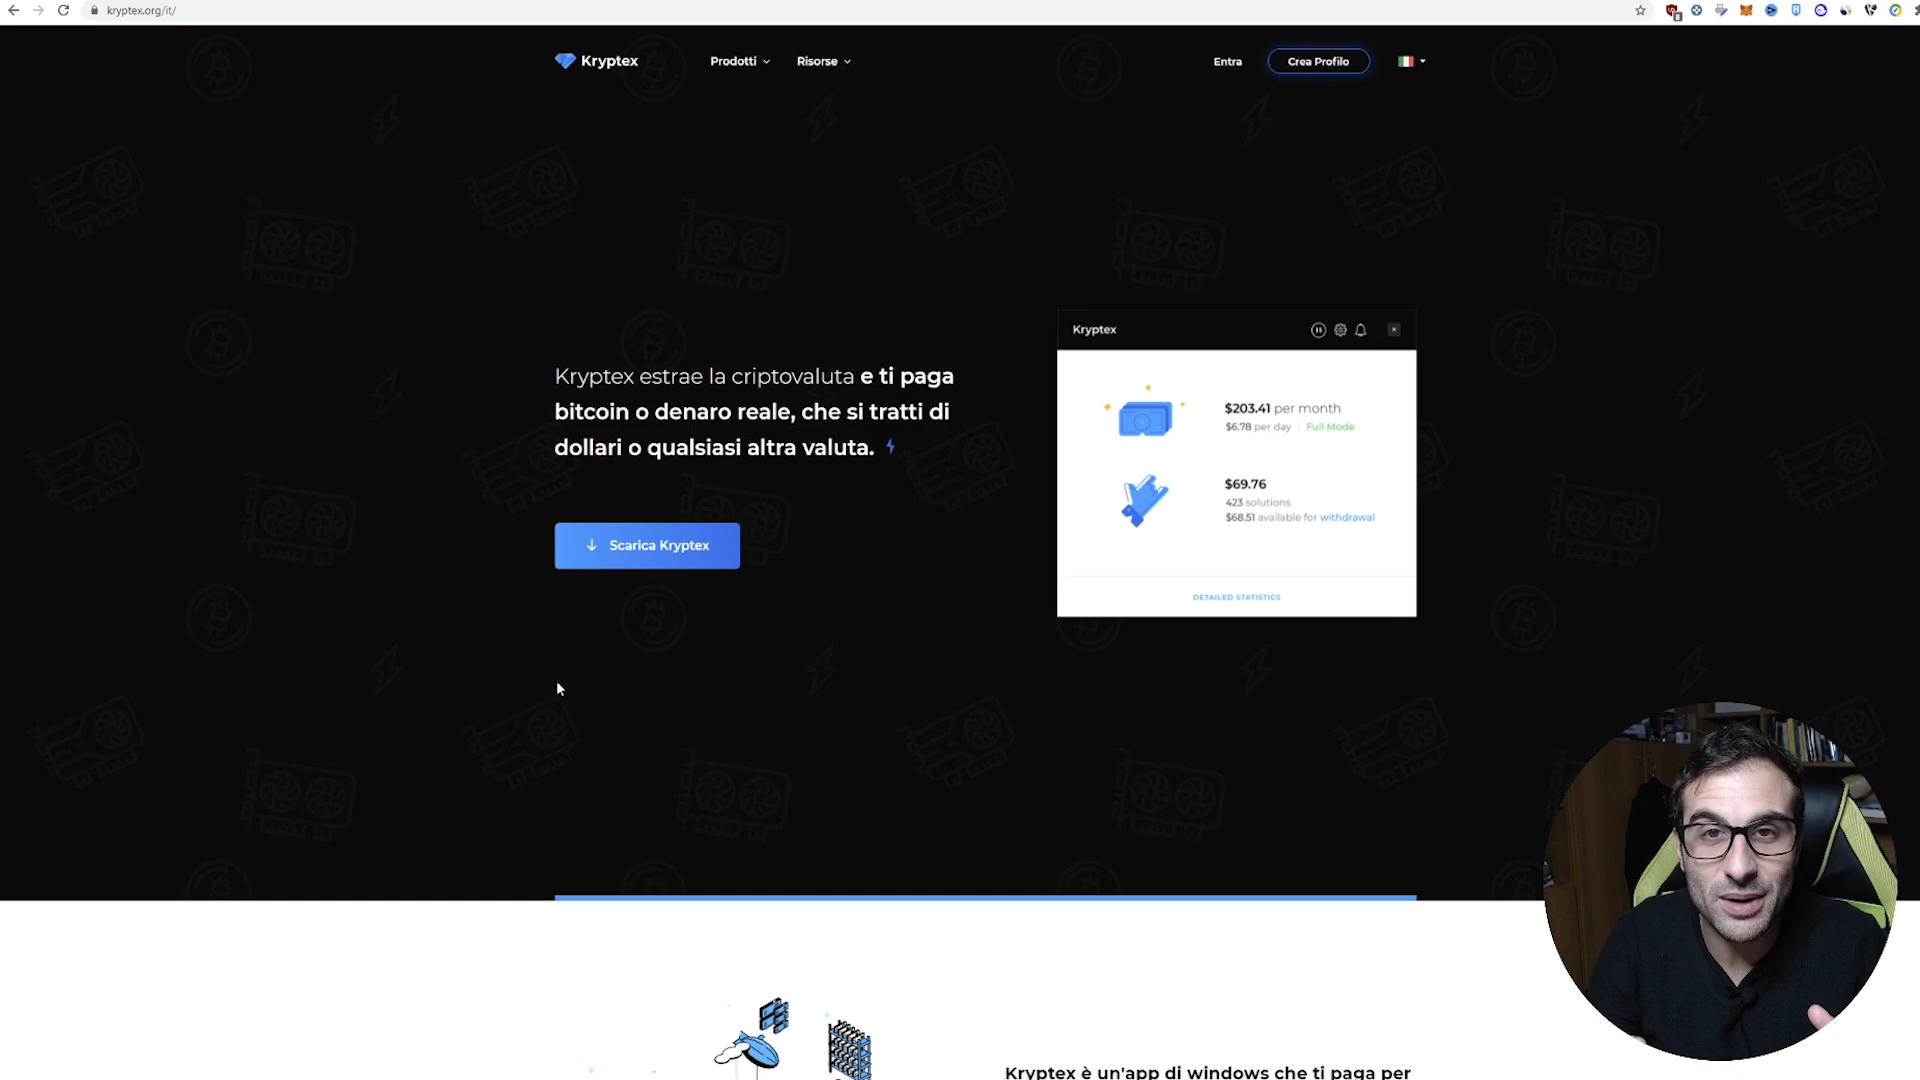 kryptex.org/it/
Kryptex
Prodotti
Risorse
Entra
Crea Profilo
Kryptex estrae la criptovaluta e ti paga
bitcoin o denaro reale, che si tratti di
dollari o qualsiasi altra valuta.
Scarica Kryptex
Kryptex
$203.41 per month
$6.78 per day | Full Mode
$69.76
423 solutions
$68.51 available for withdrawal
DETAILED STATISTICS
Kryptex è un'app di windows che ti paga per